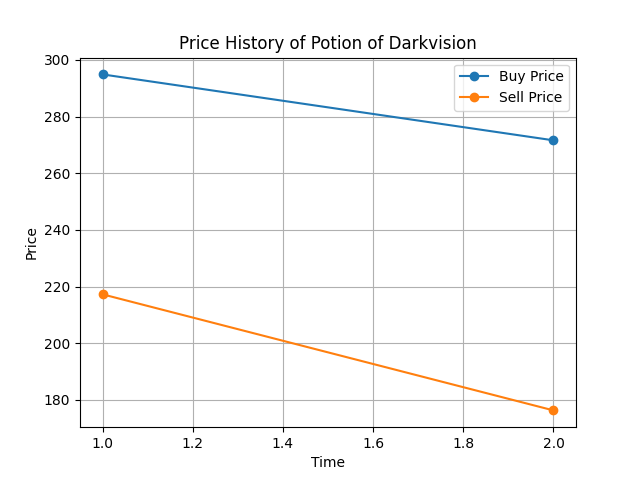 Price History of Potion of Darkvision
Buy Price
Sell Price
300
280
260
240
220
200
180
Price
1.0 1.2 1.4 1.6 1.8 2.0
Time